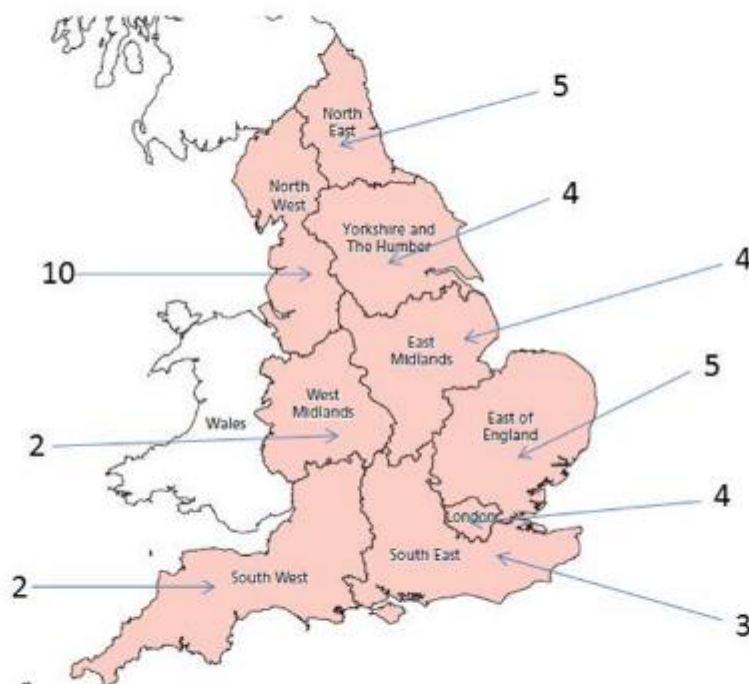 5
North
East
4
North
West
Yorkshire and
The Humber
10
4
East
Midlands
5
West
Midlands
Wales
East of
England
2
4
London
South East
South West
2
3